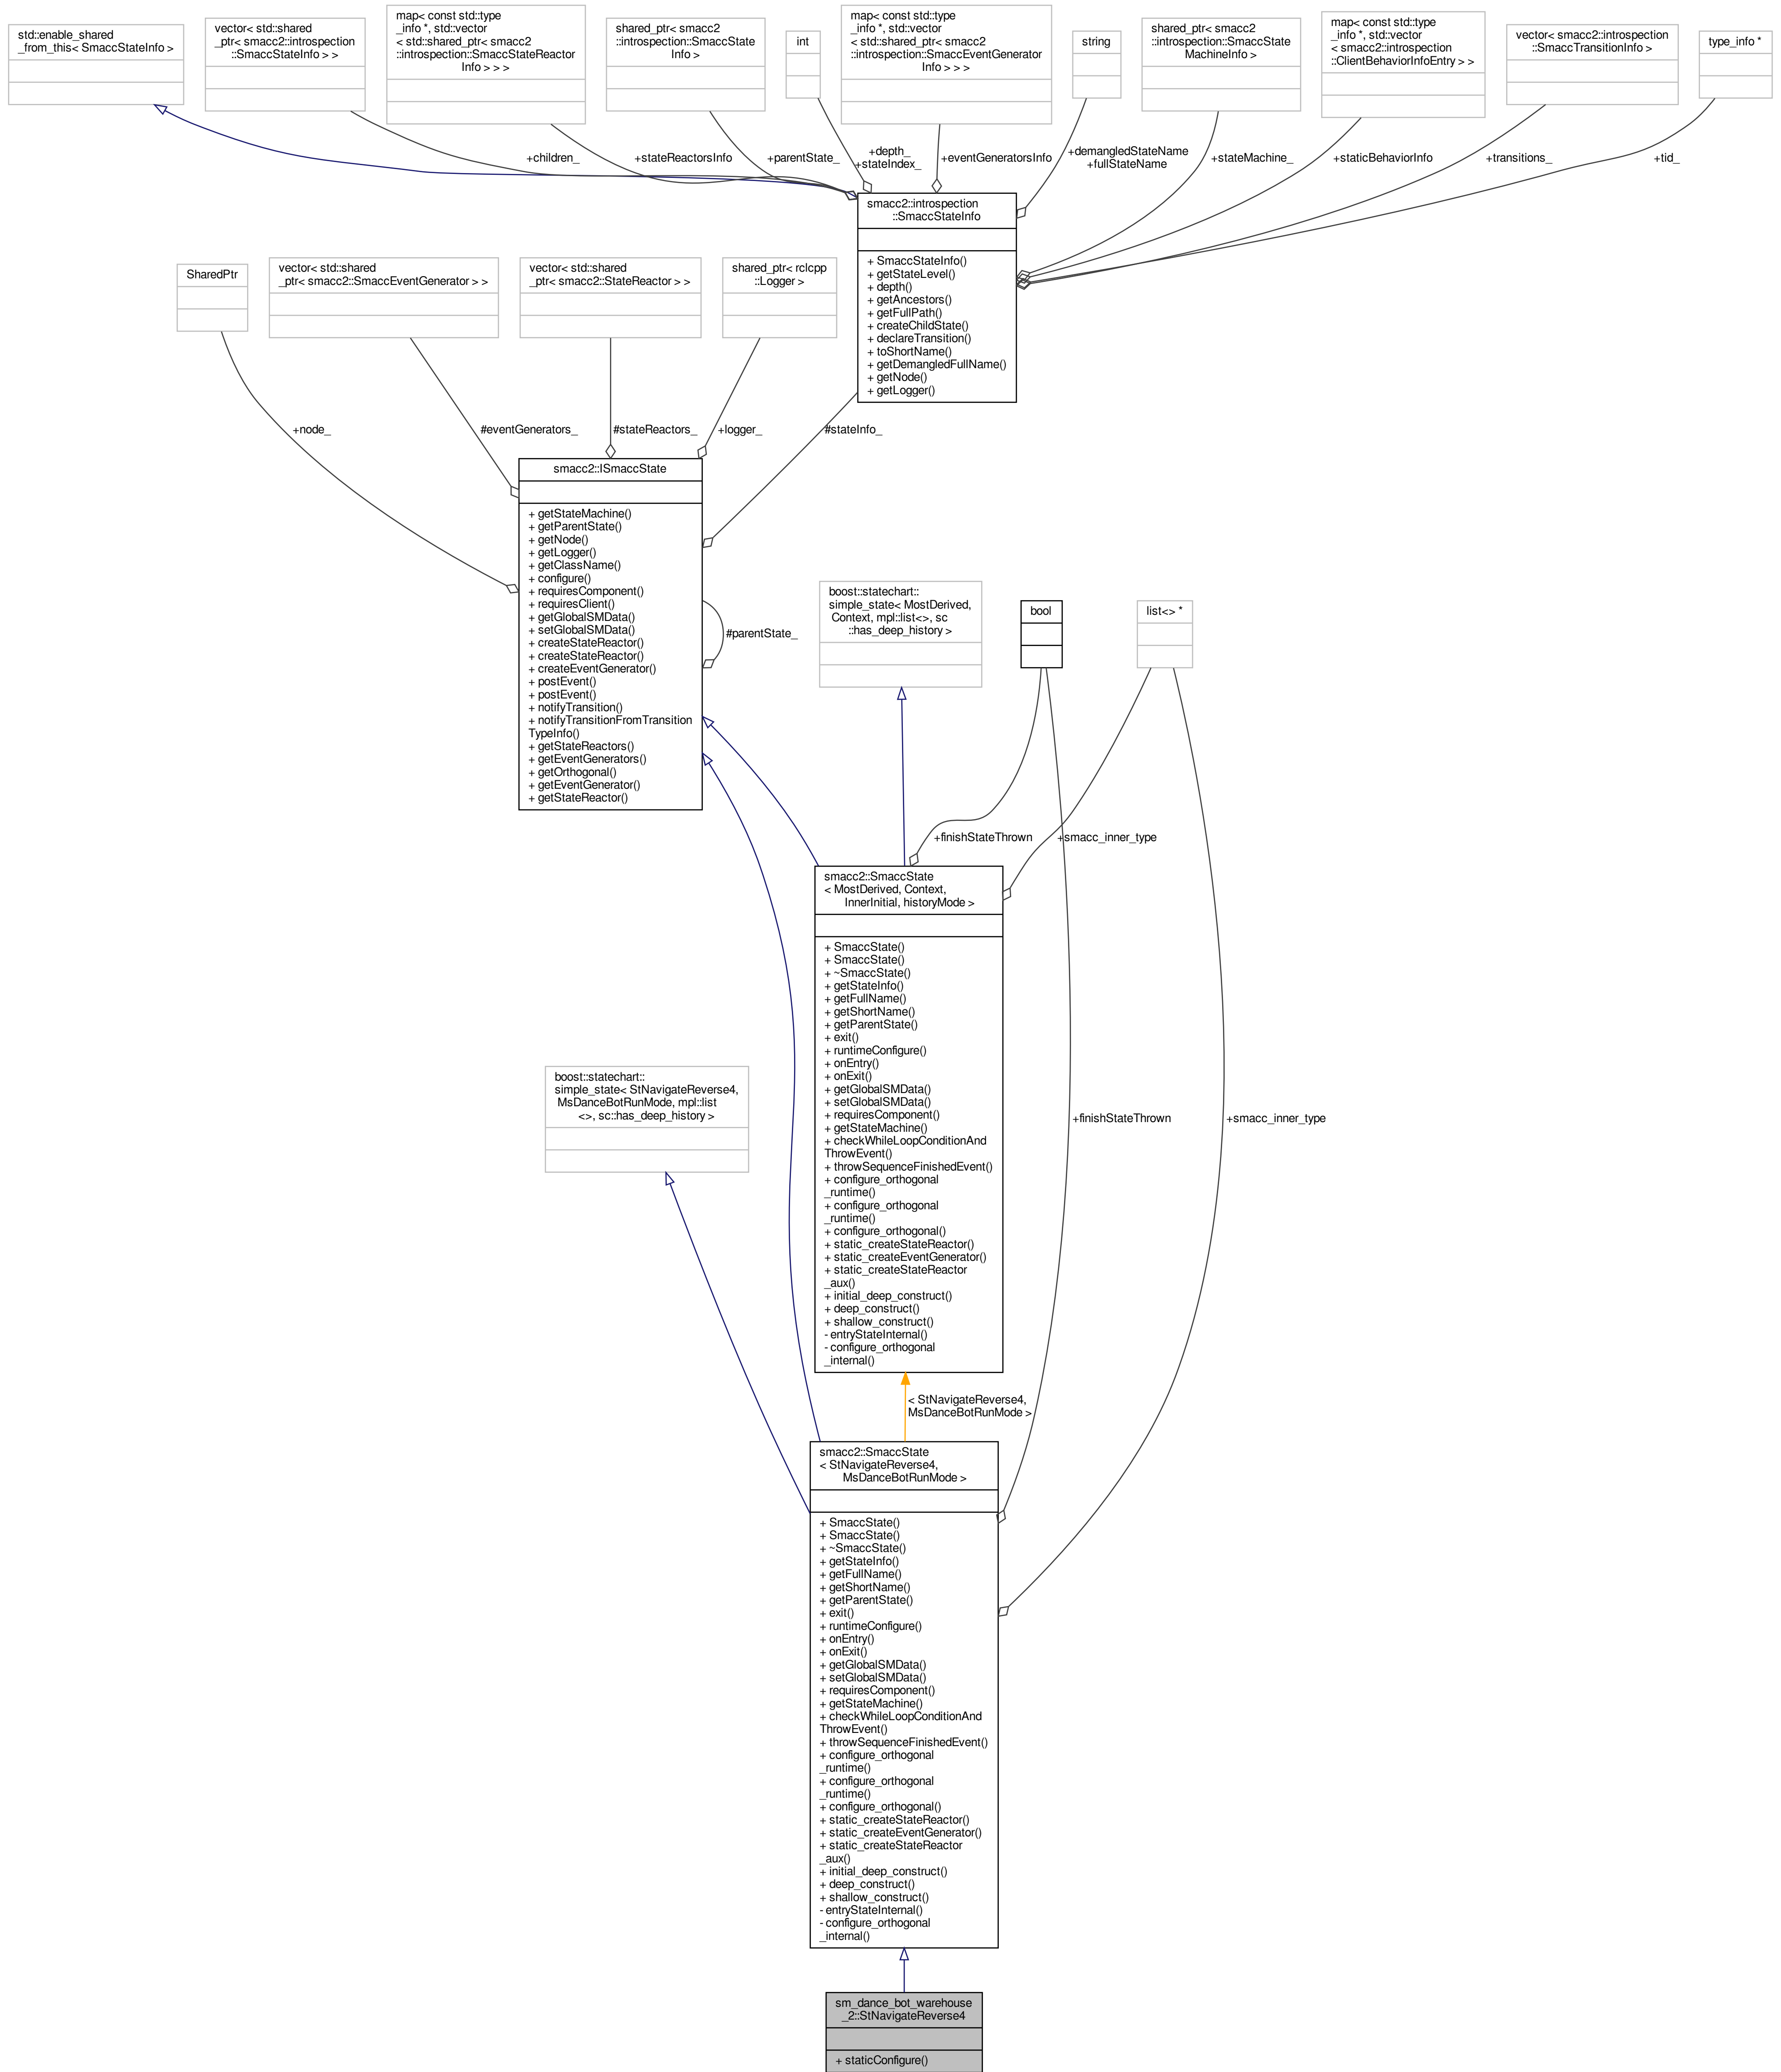 std::enable_shared
_from_this< SmaccStateInfo >
vector< std::shared
_ptr< smacc2::introspection
::SmaccStateInfo > >
map< const std::type
_info *, std::vector
< std::shared_ptr< smacc2
::introspection::SmaccStateReactor
Info > > >
shared_ptr< smacc2
::introspection::SmaccState
Info >
int
map< const std::type
_info *, std::vector
< std::shared_ptr< smacc2
::introspection::SmaccEventGenerator
Info > > >
string
shared_ptr< smacc2
::introspection::SmaccState
MachineInfo >
map< const std::type
_info *, std::vector
< smacc2::introspection
::ClientBehaviorInfoEntry > >
vector< smacc2::introspection
::SmaccTransitionInfo >
type_info *
+children_
+stateReactorsInfo
+parentState_
+depth_
+stateIndex_
+eventGeneratorsInfo
+demangledStateName
+fullStateName
+stateMachine_
+staticBehaviorInfo
+transitions_
+tid_
smacc2::introspection
::SmaccStateInfo
+ SmaccStateInfo()
+ getStateLevel()
+ depth()
+ getAncestors()
+ getFullPath()
+ createChildState()
+ declareTransition()
+ toShortName()
+ getDemangledFullName()
+ getNode()
+ getLogger()
SharedPtr
vector< std::shared
_ptr< smacc2::SmaccEventGenerator > >
vector< std::shared
_ptr< smacc2::StateReactor > >
shared_ptr< rclcpp
::Logger >
+node_
#eventGenerators_
#stateReactors_
+logger_
#stateInfo_
smacc2::ISmaccState
+ getStateMachine()
+ getParentState()
+ getNode()
+ getLogger()
+ getClassName()
+ configure()
+ requiresComponent()
+ requiresClient()
+ getGlobalSMData()
+ setGlobalSMData()
+ createStateReactor()
+ createStateReactor()
+ createEventGenerator()
+ postEvent()
+ postEvent()
+ notifyTransition()
+ notifyTransitionFromTransition
TypeInfo()
+ getStateReactors()
+ getEventGenerators()
+ getOrthogonal()
+ getEventGenerator()
+ getStateReactor()
#parentState_
boost::statechart::
simple_state< MostDerived,
Context, mpl::list<>, sc
::has_deep_history >
bool
list<> *
+finishStateThrown
+smacc_inner_type
smacc2::SmaccState
< MostDerived, Context,
InnerInitial, historyMode >
+ SmaccState()
+ SmaccState()
+ ~SmaccState()
+ getStateInfo()
+ getFullName()
+ getShortName()
+ getParentState()
+ exit()
+ runtimeConfigure()
+ onEntry()
+ onExit()
+ getGlobalSMData()
+ setGlobalSMData()
+ requiresComponent()
+ getStateMachine()
+ checkWhileLoopConditionAnd
ThrowEvent()
+ throwSequenceFinishedEvent()
+ configure_orthogonal
_runtime()
+ configure_orthogonal
_runtime()
+ configure_orthogonal()
+ static_createStateReactor()
+ static_createEventGenerator()
+ static_createStateReactor
_aux()
+ initial_deep_construct()
+ deep_construct()
+ shallow_construct()
- entryStateInternal()
- configure_orthogonal
_internal()
boost::statechart::
simple_state< StNavigateReverse4,
MsDanceBotRunMode, mpl::list
<>, sc::has_deep_history >
+finishStateThrown
+smacc_inner_type
< StNavigateReverse4,
MsDanceBotRunMode >
smacc2::SmaccState
< StNavigateReverse4,
MsDanceBotRunMode >
+ SmaccState()
+ SmaccState()
+ ~SmaccState()
+ getStateInfo()
+ getFullName()
+ getShortName()
+ getParentState()
+ exit()
+ runtimeConfigure()
+ onEntry()
+ onExit()
+ getGlobalSMData()
+ setGlobalSMData()
+ requiresComponent()
+ getStateMachine()
+ checkWhileLoopConditionAnd
ThrowEvent()
+ throwSequenceFinishedEvent()
+ configure_orthogonal
_runtime()
+ configure_orthogonal
_runtime()
+ configure_orthogonal()
+ static_createStateReactor()
+ static_createEventGenerator()
+ static_createStateReactor
_aux()
+ initial_deep_construct()
+ deep_construct()
+ shallow_construct()
- entryStateInternal()
- configure_orthogonal
_internal()
sm_dance_bot_warehouse
_2::StNavigateReverse4
+ staticConfigure()